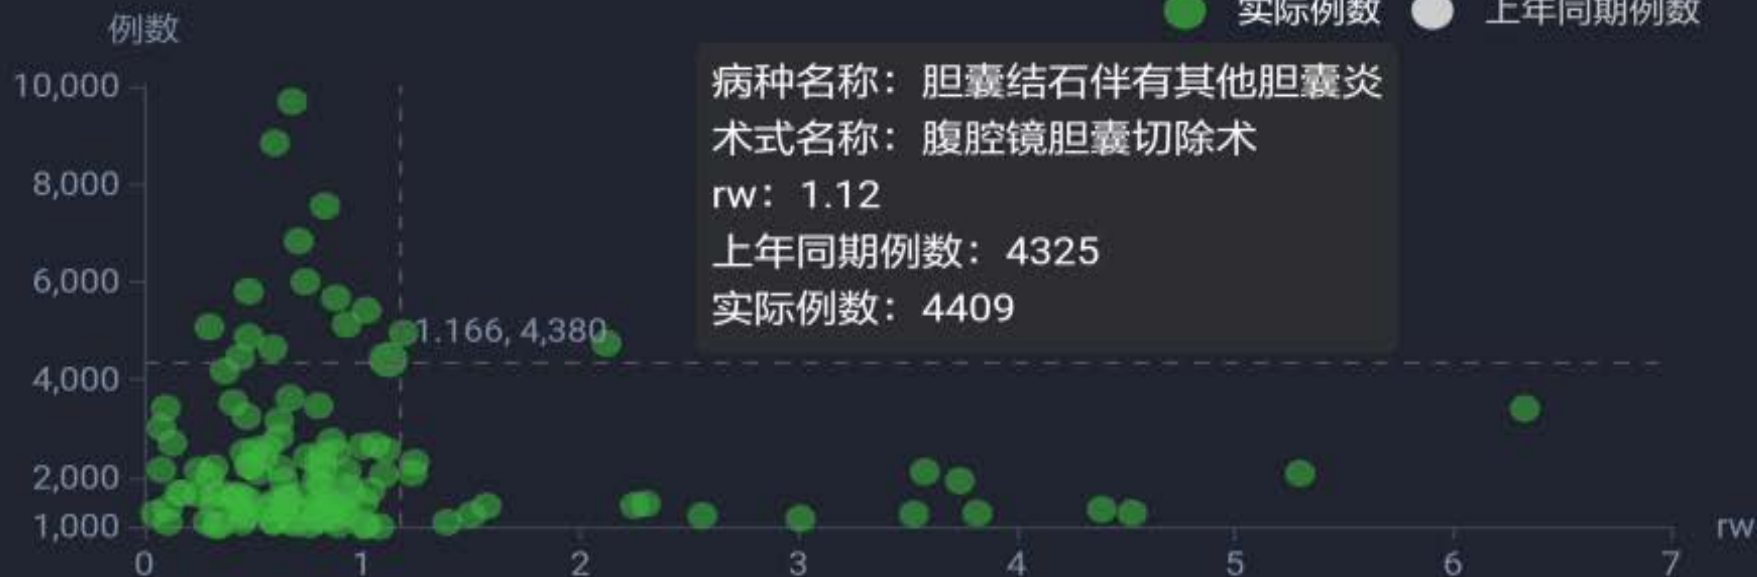 例数
实际例数
上年同期例数
病种名称：胆囊结石伴有其他胆囊炎
术式名称：腹腔镜胆囊切除术
rw：1.12
上年同期例数：4325
实际例数：4409
10,000
8,000
6,000
4,000
2,000
1,000
1.166, 4,380
0
1
2
3
4
5
6
7
rw